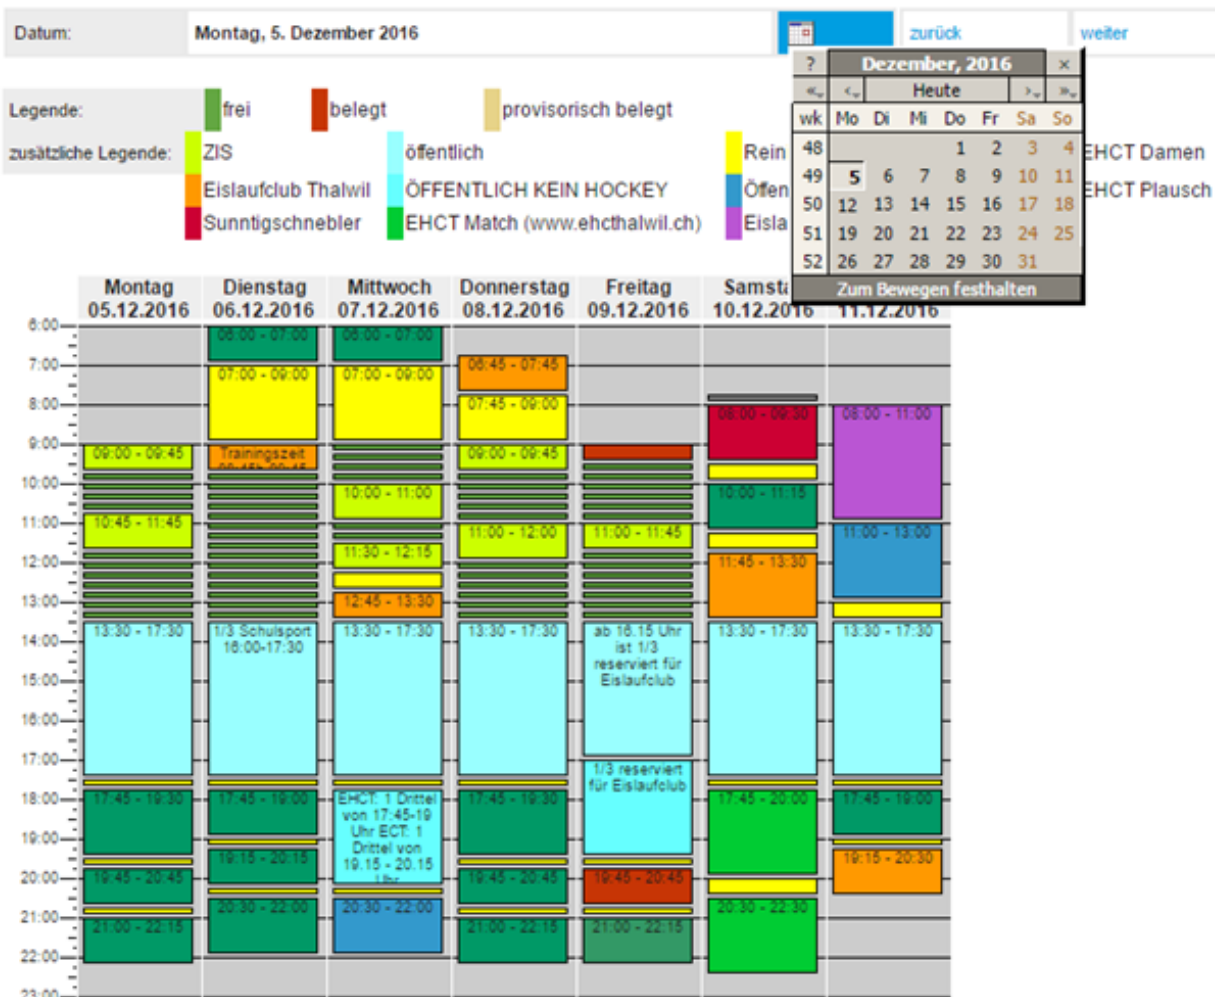 Datum: Montag, 5. Dezember 2016 zurück weiter
? Dezember, 2016 ×
« ‹ Heute › »
wk Mo Di Mi Do Fr Sa So
48 1 2 3 4
49 5 6 7 8 9 10 11
50 12 13 14 15 16 17 18
51 19 20 21 22 23 24 25
52 26 27 28 29 30 31
Zum Bewegen festhalten
Legende: frei belegt provisorisch belegt
zusätzliche Legende: ZIS öffentlich Rein EHCT Damen
Eislaufclub Thalwil ÖFFENTLICH KEIN HOCKEY Öffen EHCT Plausch
Sunntigschnebler EHCT Match (www.ehcthalwil.ch) Eisla
Montag Dienstag Mittwoch Donnerstag Freitag Samsta
05.12.2016 06.12.2016 07.12.2016 08.12.2016 09.12.2016 10.12.2016 11.12.2016
6:00
7:00
8:00
9:00
10:00
11:00
12:00
13:00
14:00
15:00
16:00
17:00
18:00
19:00
20:00
21:00
22:00
23:00
09:00 - 09:45
10:45 - 11:45
13:30 - 17:30
17:45 - 19:30
19:45 - 20:45
21:00 - 22:15
06:00 - 07:00
07:00 - 09:00
Trainingszeit
1/3 Schulsport
16:00-17:30
17:45 - 19:00
19:15 - 20:15
20:30 - 22:00
06:00 - 07:00
07:00 - 09:00
10:00 - 11:00
11:30 - 12:15
12:45 - 13:30
13:30 - 17:30
EHCT: 1 Drittel
von 17:45-19
Uhr ECT: 1
Drittel von
19.15 - 20.15
Uhr
20:30 - 22:00
06:45 - 07:45
07:45 - 09:00
09:00 - 09:45
11:00 - 12:00
13:30 - 17:30
17:45 - 19:30
19:45 - 20:45
21:00 - 22:15
11:00 - 11:45
ab 16.15 Uhr
ist 1/3
reserviert für
Eislaufclub
1/3 reserviert
für Eislaufclub
19:45 - 20:45
21:00 - 22:15
08:00 - 09:30
10:00 - 11:15
11:45 - 13:30
13:30 - 17:30
17:45 - 20:00
20:30 - 22:30
08:00 - 11:00
11:00 - 13:00
13:30 - 17:30
17:45 - 19:00
19:15 - 20:30